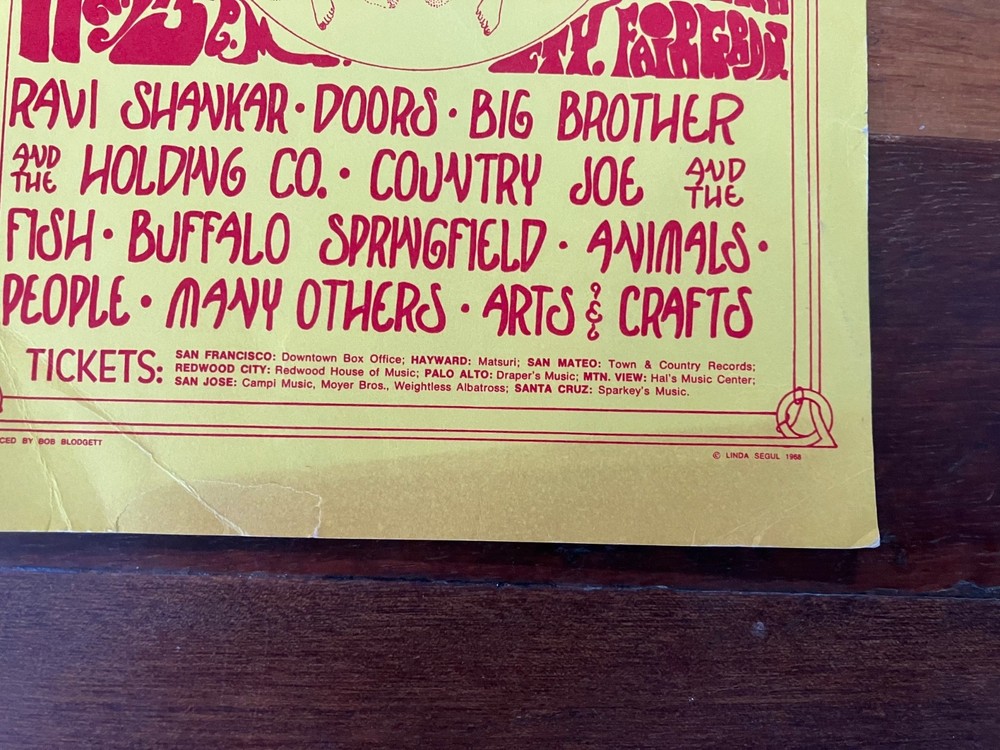 P.M.
CTY. FAIRGRDS.
RAVI SHANKAR · DOORS · BIG BROTHER
AND THE HOLDING CO. · COUNTRY JOE AND THE
FISH · BUFFALO SPRINGFIELD · ANIMALS ·
PEOPLE · MANY OTHERS · ARTS & CRAFTS
TICKETS: SAN FRANCISCO: Downtown Box Office; HAYWARD: Matsuri; SAN MATEO: Town & Country Records;
REDWOOD CITY: Redwood House of Music; PALO ALTO: Draper's Music; MTN. VIEW: Hal's Music Center;
SAN JOSE: Campi Music, Moyer Bros., Weightless Albatross; SANTA CRUZ: Sparkey's Music.
CED BY BOB BLODGETT
© LINDA SEGUL 1968